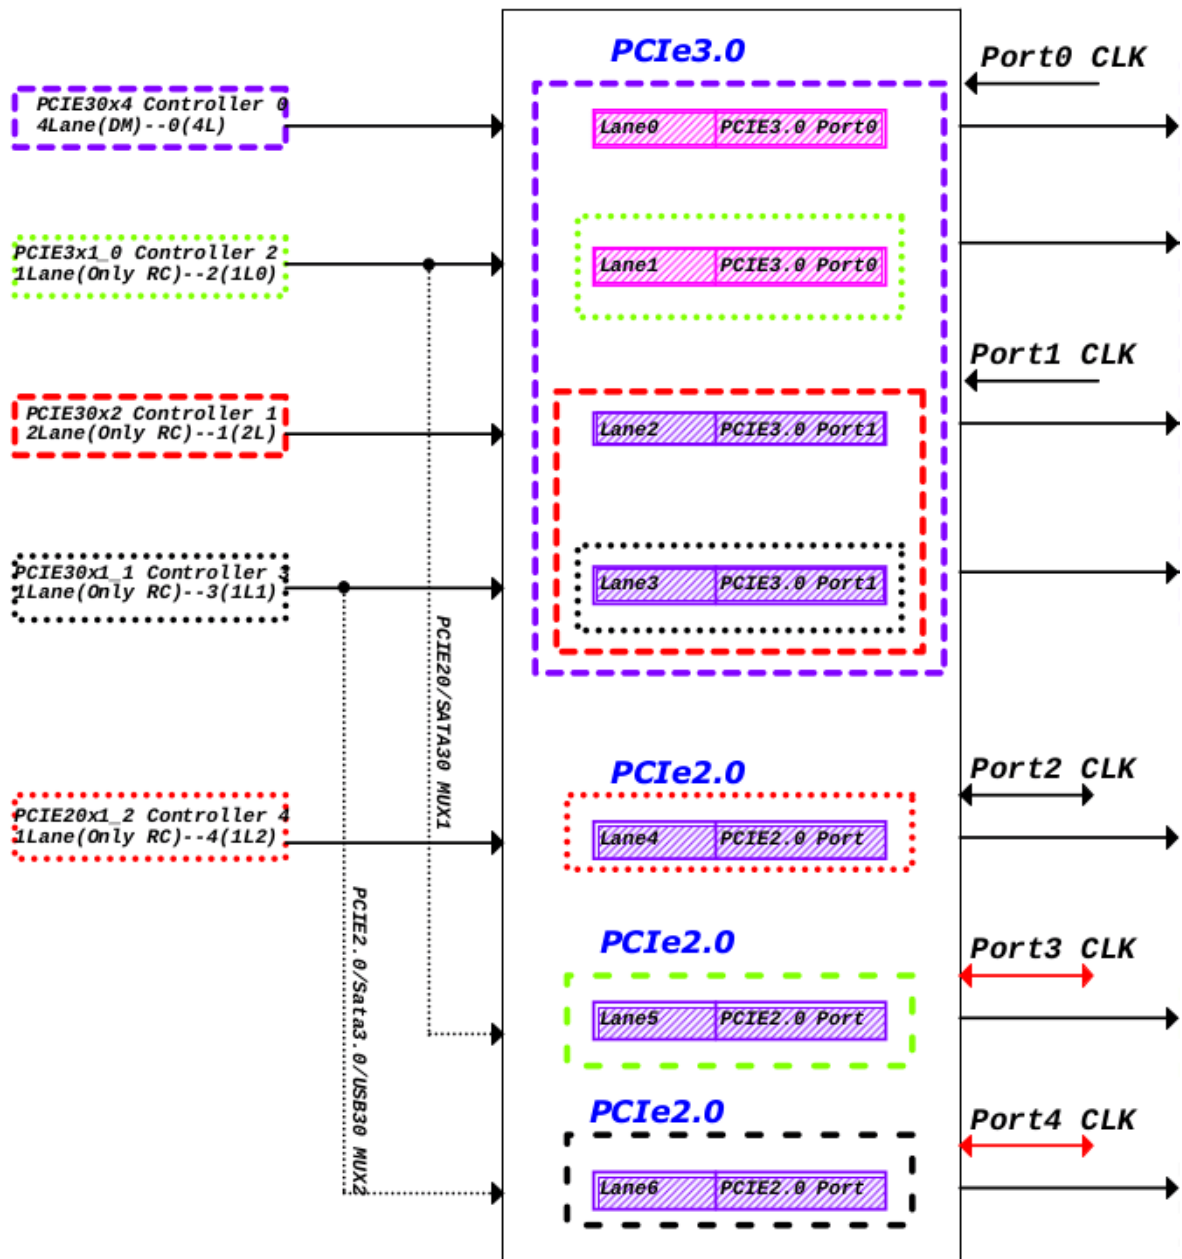 PCIe3.0
Port0 CLK
PCIE30x4 Controller 0
4Lane(DM)--0(4L)
Lane0 PCIE3.0 Port0
PCIE3x1_0 Controller 2
1Lane(Only RC)--2(1L0)
Lane1 PCIE3.0 Port0
Port1 CLK
PCIE30x2 Controller 1
2Lane(Only RC)--1(2L)
Lane2 PCIE3.0 Port1
PCIE30x1_1 Controller 3
1Lane(Only RC)--3(1L1)
Lane3 PCIE3.0 Port1
PCIE20/SATA30 MUX1
PCIe2.0
Port2 CLK
PCIE20x1_2 Controller 4
1Lane(Only RC)--4(1L2)
Lane4 PCIE2.0 Port
PCIE2.0/Sata3.0/USB30 MUX2
PCIe2.0
Port3 CLK
Lane5 PCIE2.0 Port
PCIe2.0
Port4 CLK
Lane6 PCIE2.0 Port